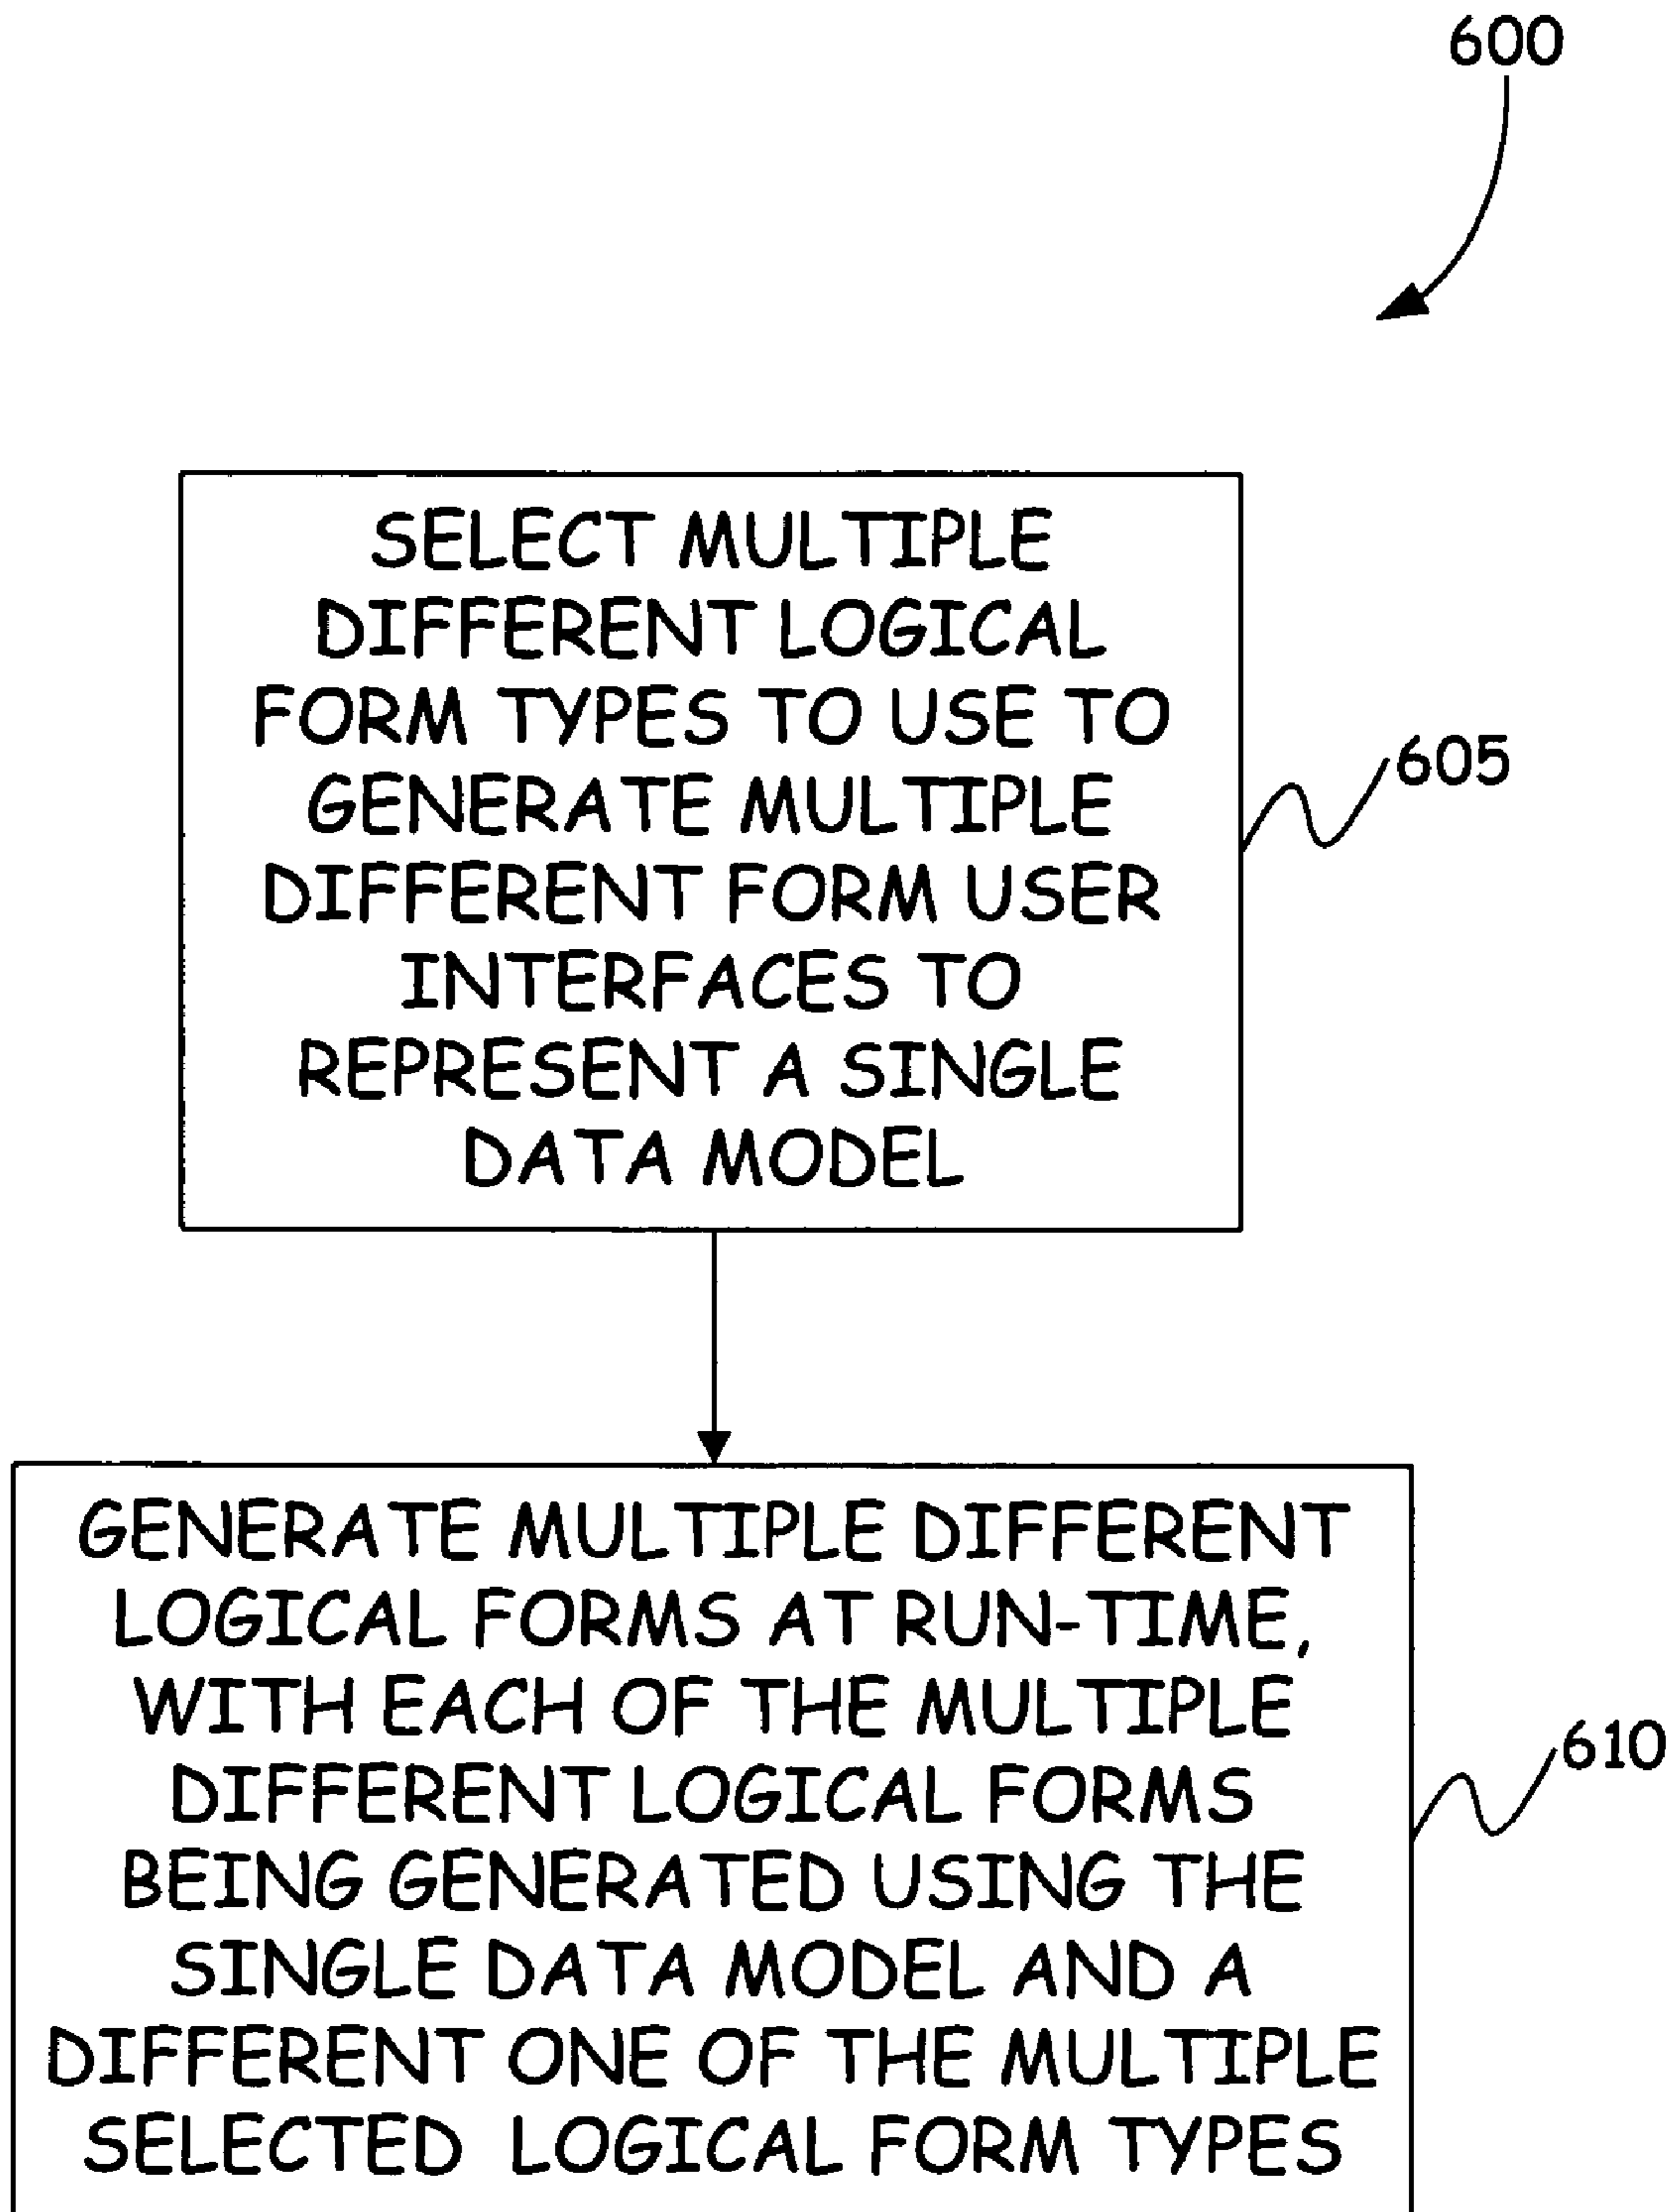 600
SELECT MULTIPLE
DIFFERENT LOGICAL
FORM TYPES TO USE TO
GENERATE MULTIPLE
DIFFERENT FORM USER
INTERFACES TO
REPRESENT A SINGLE
DATA MODEL
605
GENERATE MULTIPLE DIFFERENT
LOGICAL FORMS AT RUN-TIME,
WITH EACH OF THE MULTIPLE
DIFFERENT LOGICAL FORMS
BEING GENERATED USING THE
SINGLE DATA MODEL AND A
DIFFERENT ONE OF THE MULTIPLE
SELECTED LOGICAL FORM TYPES
610